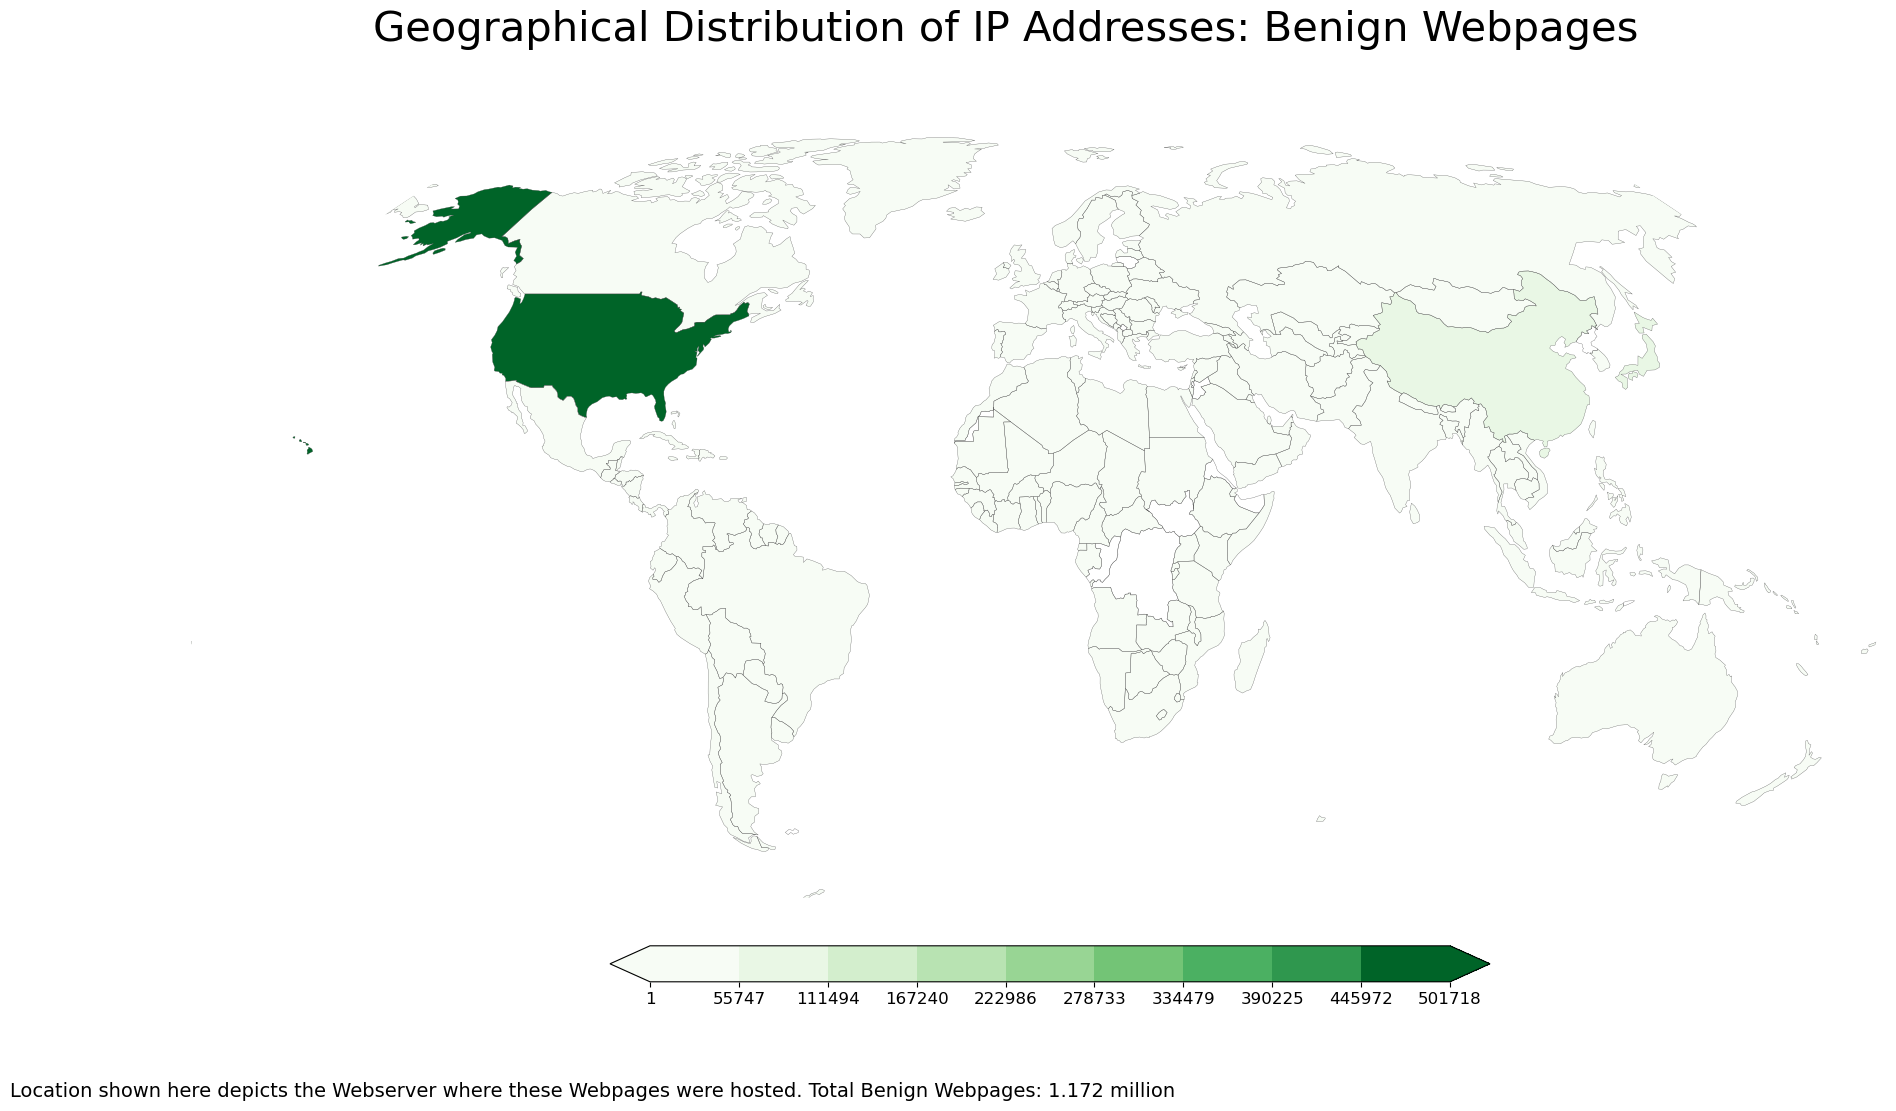 Geographical Distribution of IP Addresses: Benign Webpages
1 55747 111494 167240 222986 278733 334479 390225 445972 501718
Location shown here depicts the Webserver where these Webpages were hosted. Total Benign Webpages: 1.172 million